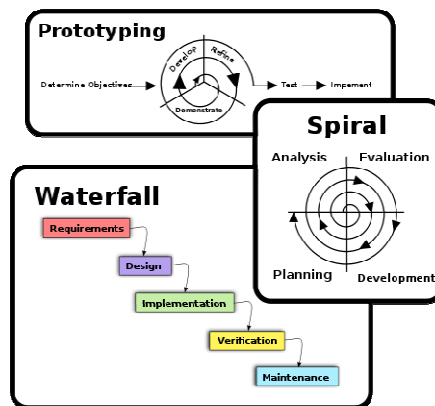 Prototyping
Determine Objectives
Develop
Refine
Demonstrate
Test
Implement
Spiral
Analysis
Evaluation
Planning
Development
Waterfall
Requirements
Design
Implementation
Verification
Maintenance